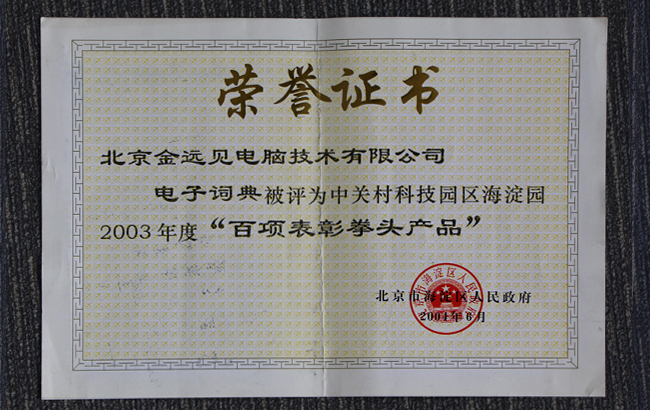 荣誉证书
北京金远见电脑技术有限公司
电子词典被评为中关村科技园区海淀园
2003年度“百项表彰拳头产品”
北京市海淀区人民政府
2004年6月